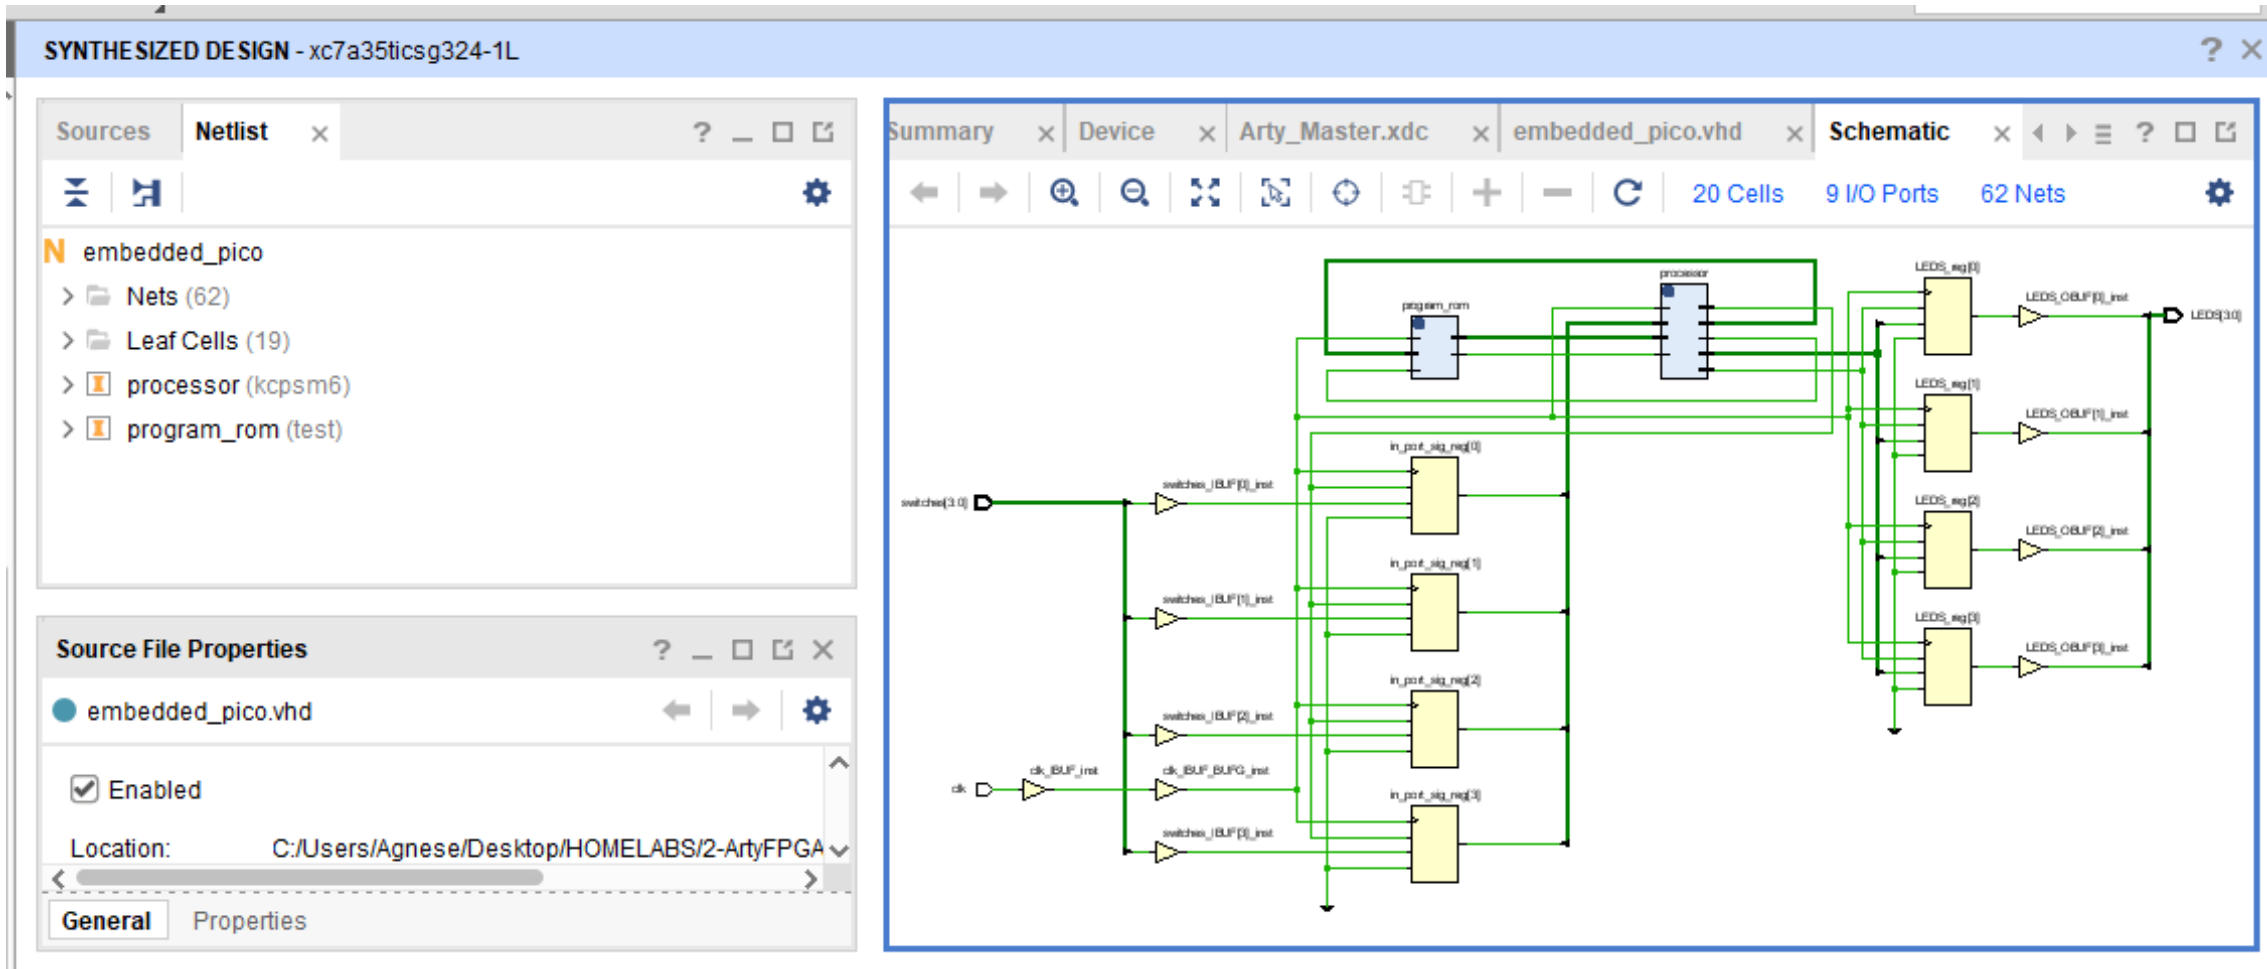 SYNTHESIZED DESIGN - xc7a35ticsg324-1L
Sources Netlist
embedded_pico
Nets (62)
Leaf Cells (19)
processor (kcpsm6)
program_rom (test)
Source File Properties
embedded_pico.vhd
Enabled
Location: C:/Users/Agnese/Desktop/HOMELABS/2-ArtyFPGA
General Properties
Summary Device Arty_Master.xdc embedded_pico.vhd Schematic
20 Cells 9 I/O Ports 62 Nets
processor
program_rom
LEDS_reg[0]
LEDS_OBUF[0]_inst
LEDS[3:0]
LEDS_reg[1]
LEDS_OBUF[1]_inst
in_port_sig_reg[0]
switches_IBUF[0]_inst
switches[3:0]
LEDS_reg[2]
LEDS_OBUF[2]_inst
in_port_sig_reg[1]
switches_IBUF[1]_inst
LEDS_reg[3]
LEDS_OBUF[3]_inst
in_port_sig_reg[2]
switches_IBUF[2]_inst
clk_IBUF_inst
clk_IBUF_BUFG_inst
clk
in_port_sig_reg[3]
switches_IBUF[3]_inst